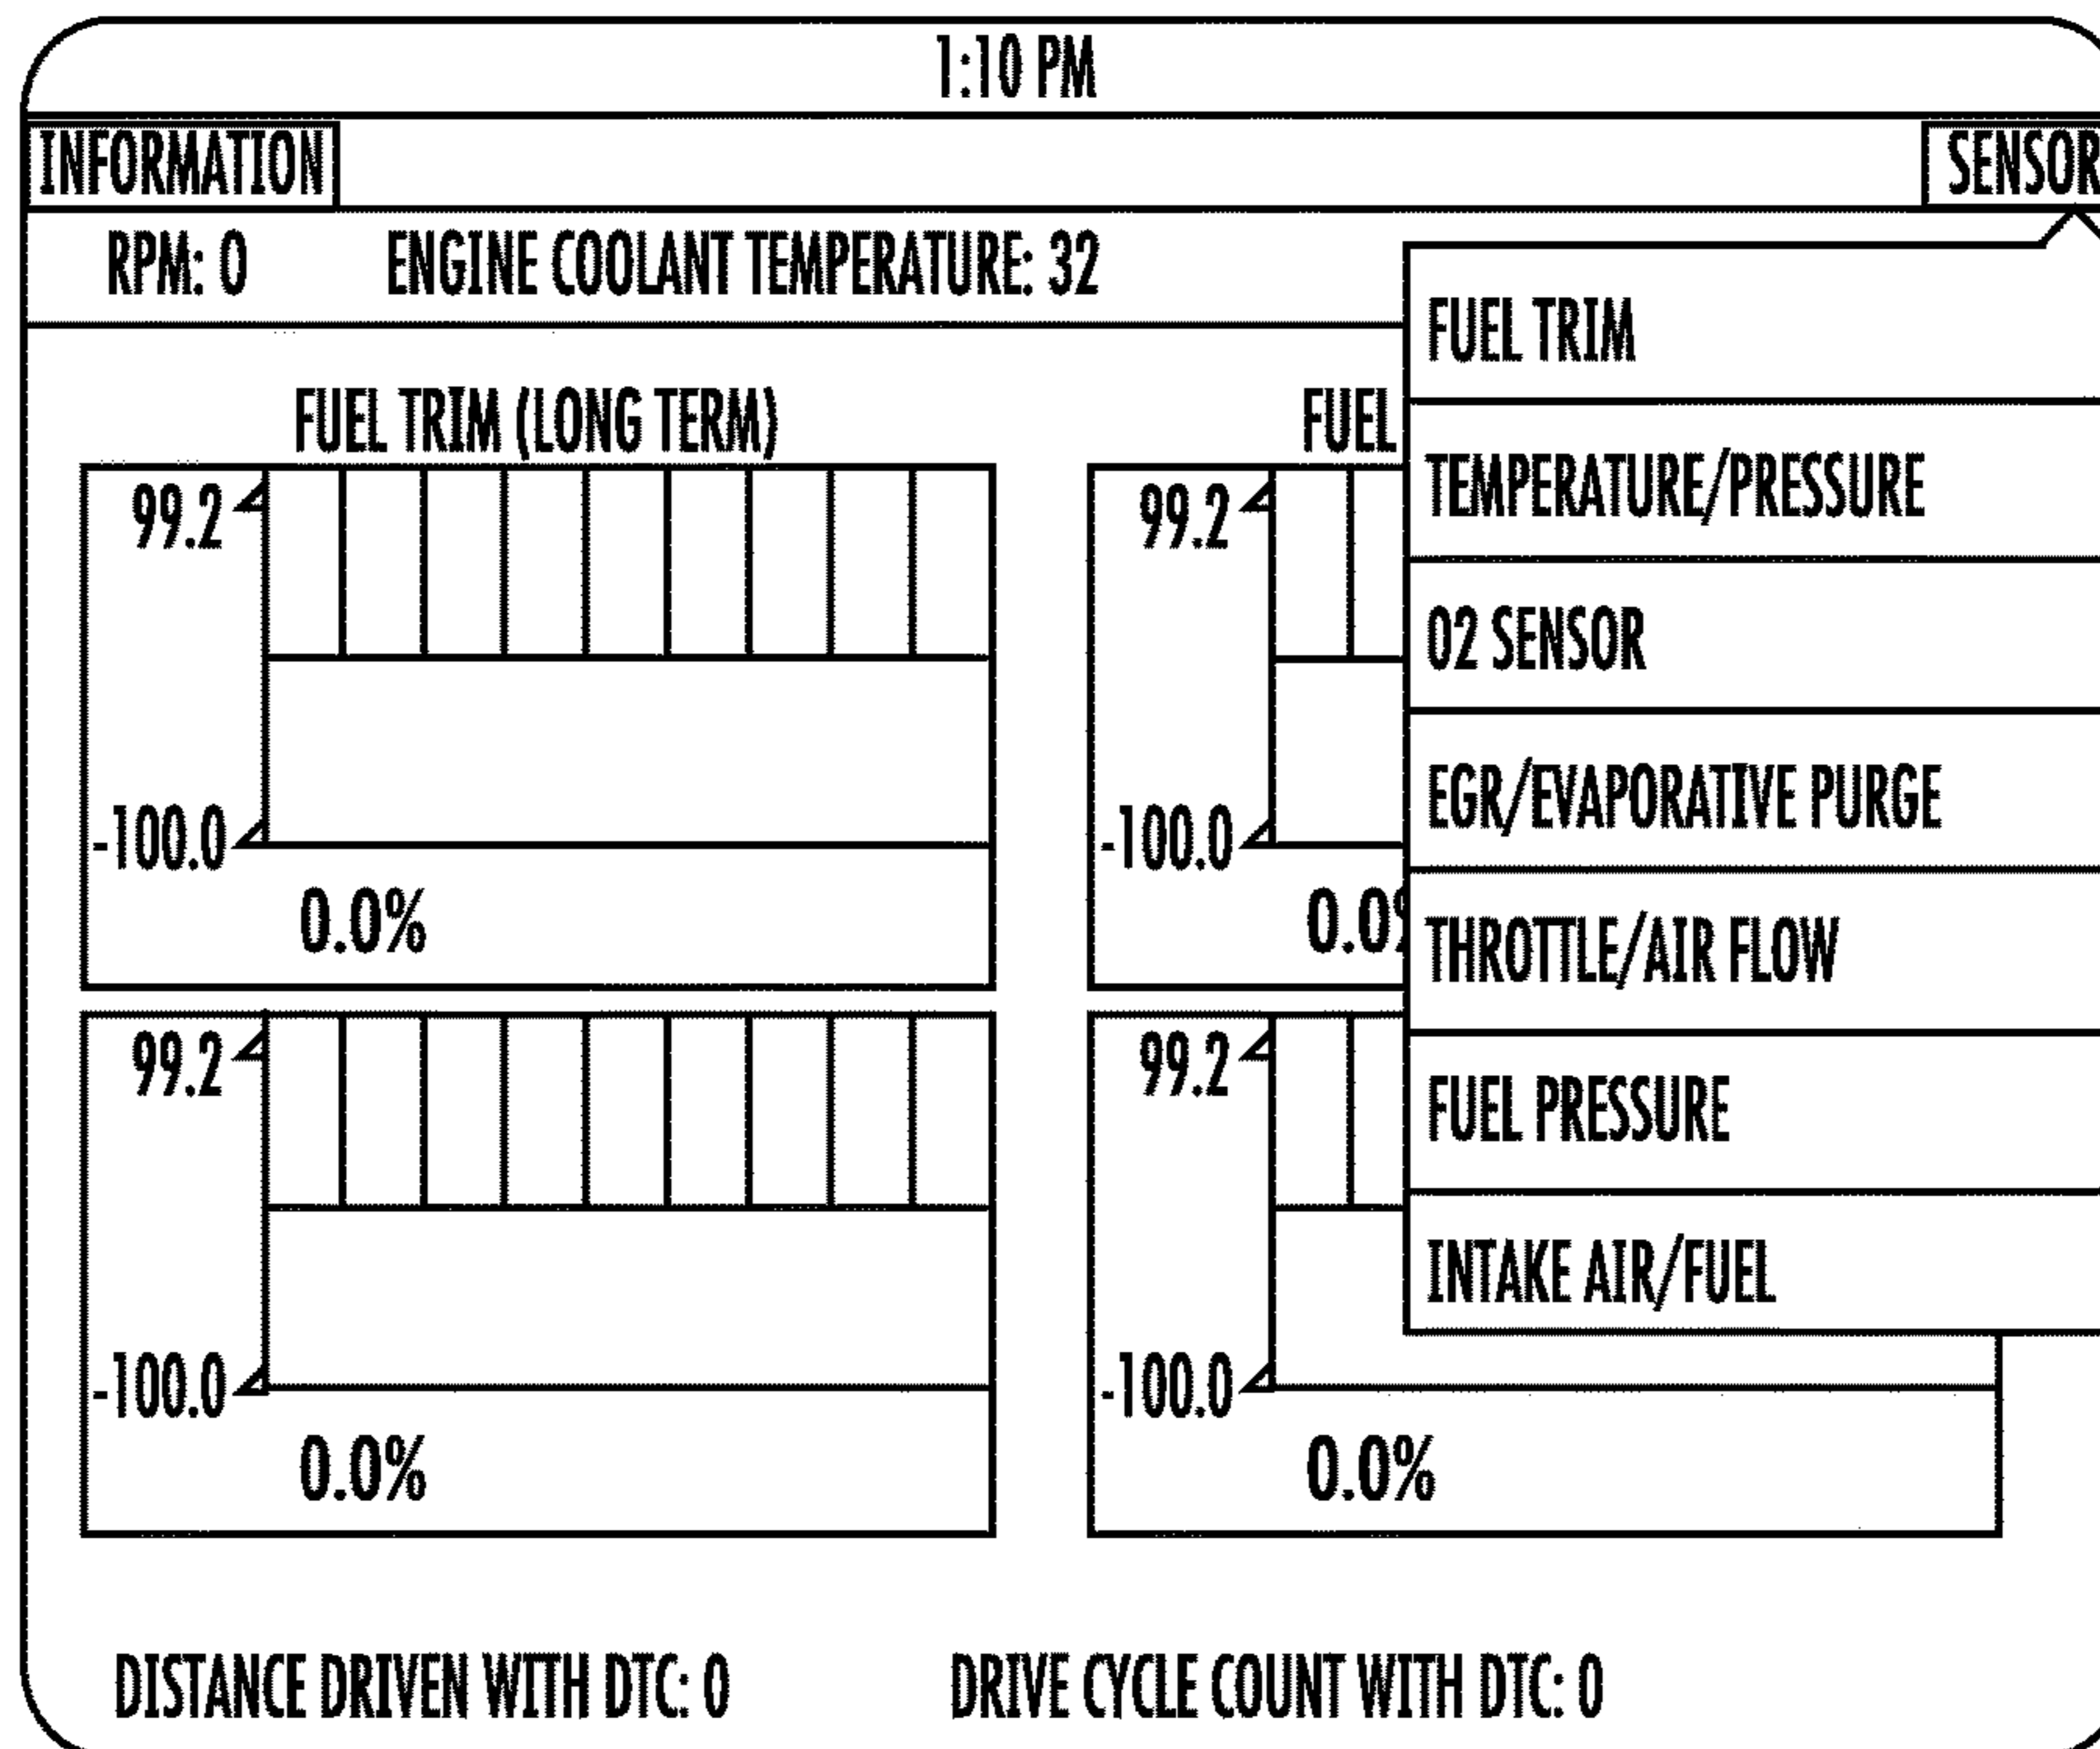 1:10 PM
INFORMATION
SENSOR
RPM: 0 ENGINE COOLANT TEMPERATURE: 32
FUEL TRIM (LONG TERM)
FUEL
99.2
-100.0
0.0%
99.2
-100.0
0.0%
99.2
-100.0
0.0%
99.2
-100.0
0.0%
FUEL TRIM
TEMPERATURE/PRESSURE
02 SENSOR
EGR/EVAPORATIVE PURGE
THROTTLE/AIR FLOW
FUEL PRESSURE
INTAKE AIR/FUEL
DISTANCE DRIVEN WITH DTC: 0 DRIVE CYCLE COUNT WITH DTC: 0